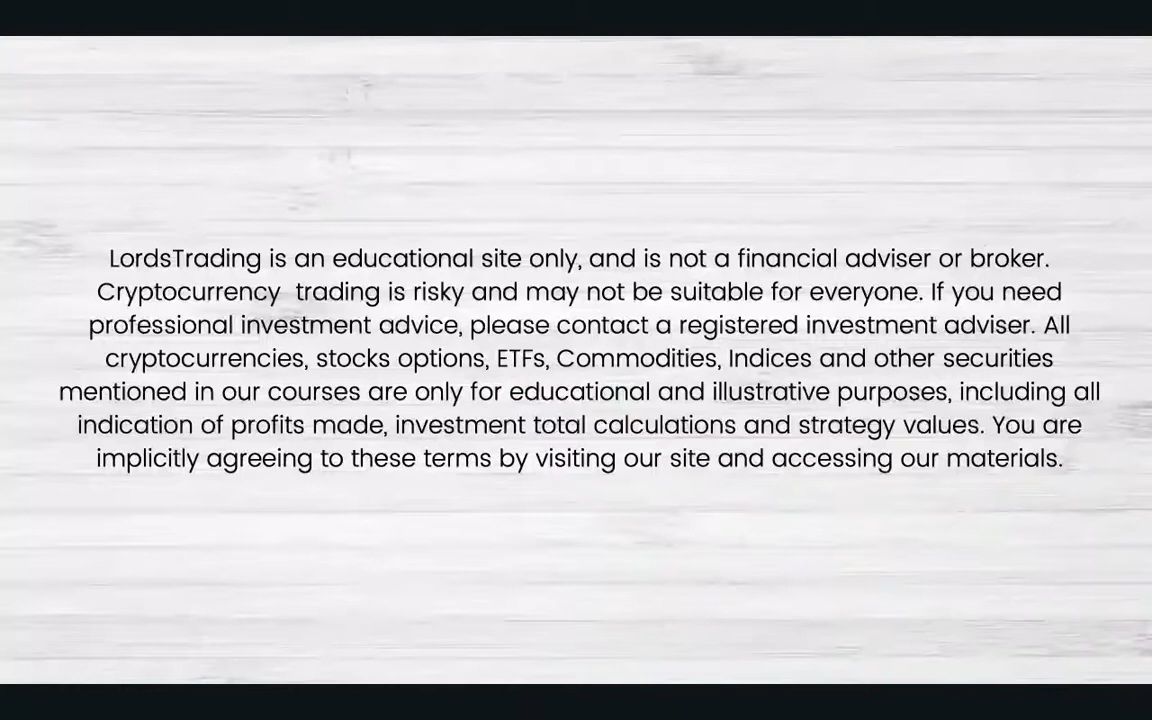 LordsTrading is an educational site only, and is not a financial adviser or broker.
Cryptocurrency  trading is risky and may not be suitable for everyone. If you need
professional investment advice, please contact a registered investment adviser. All
cryptocurrencies, stocks options, ETFs, Commodities, Indices and other securities
mentioned in our courses are only for educational and illustrative purposes, including all
indication of profits made, investment total calculations and strategy values. You are
implicitly agreeing to these terms by visiting our site and accessing our materials.